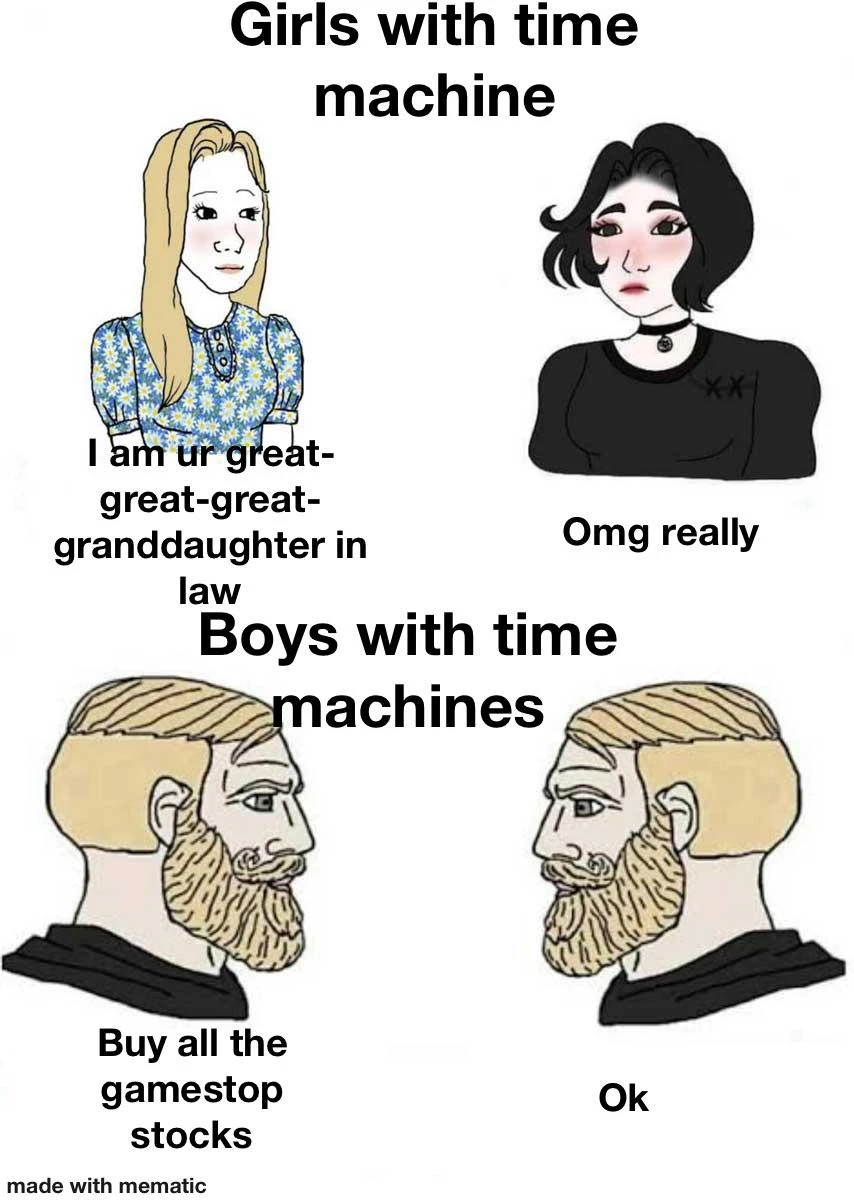 Girls with time
machine
I am ur great-
great-great-
granddaughter in
law
Omg really
Boys with time
machines
Buy all the
gamestop
stocks
Ok
made with mematic